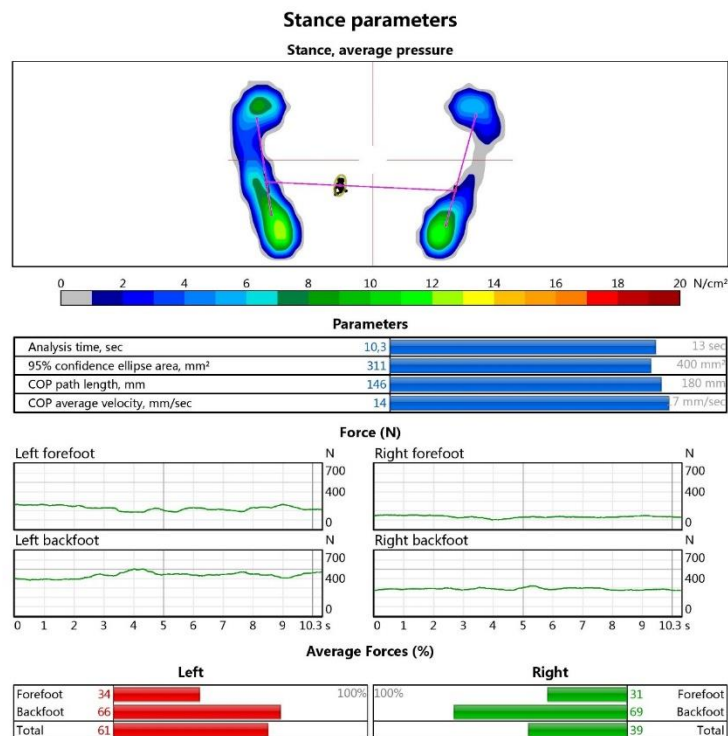 Stance parameters
Stance, average pressure
0 2 4 6 8 10 12 14 16 18 20 N/cm²
Parameters
Analysis time, sec 10,3 13 sec
95% confidence ellipse area, mm² 311 400 mm²
COP path length, mm 146 180 mm
COP average velocity, mm/sec 14 7 mm/sec
Force (N)
Left forefoot N Right forefoot N
700 700
400 400
0 0
Left backfoot N Right backfoot N
700 700
400 400
0 0
0 1 2 3 4 5 6 7 8 9 10.3 s 0 1 2 3 4 5 6 7 8 9 10.3 s
Average Forces (%)
Left Right
Forefoot 34 100% 100% 31 Forefoot
Backfoot 66 69 Backfoot
Total 61 39 Total